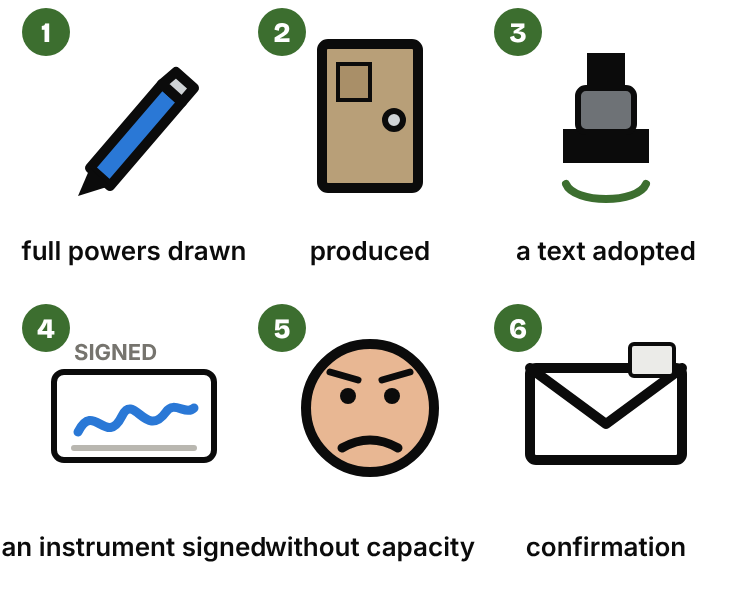 1
2
3
full powers drawn
produced
a text adopted
4
5
6
SIGNED
an instrument signed
without capacity
confirmation